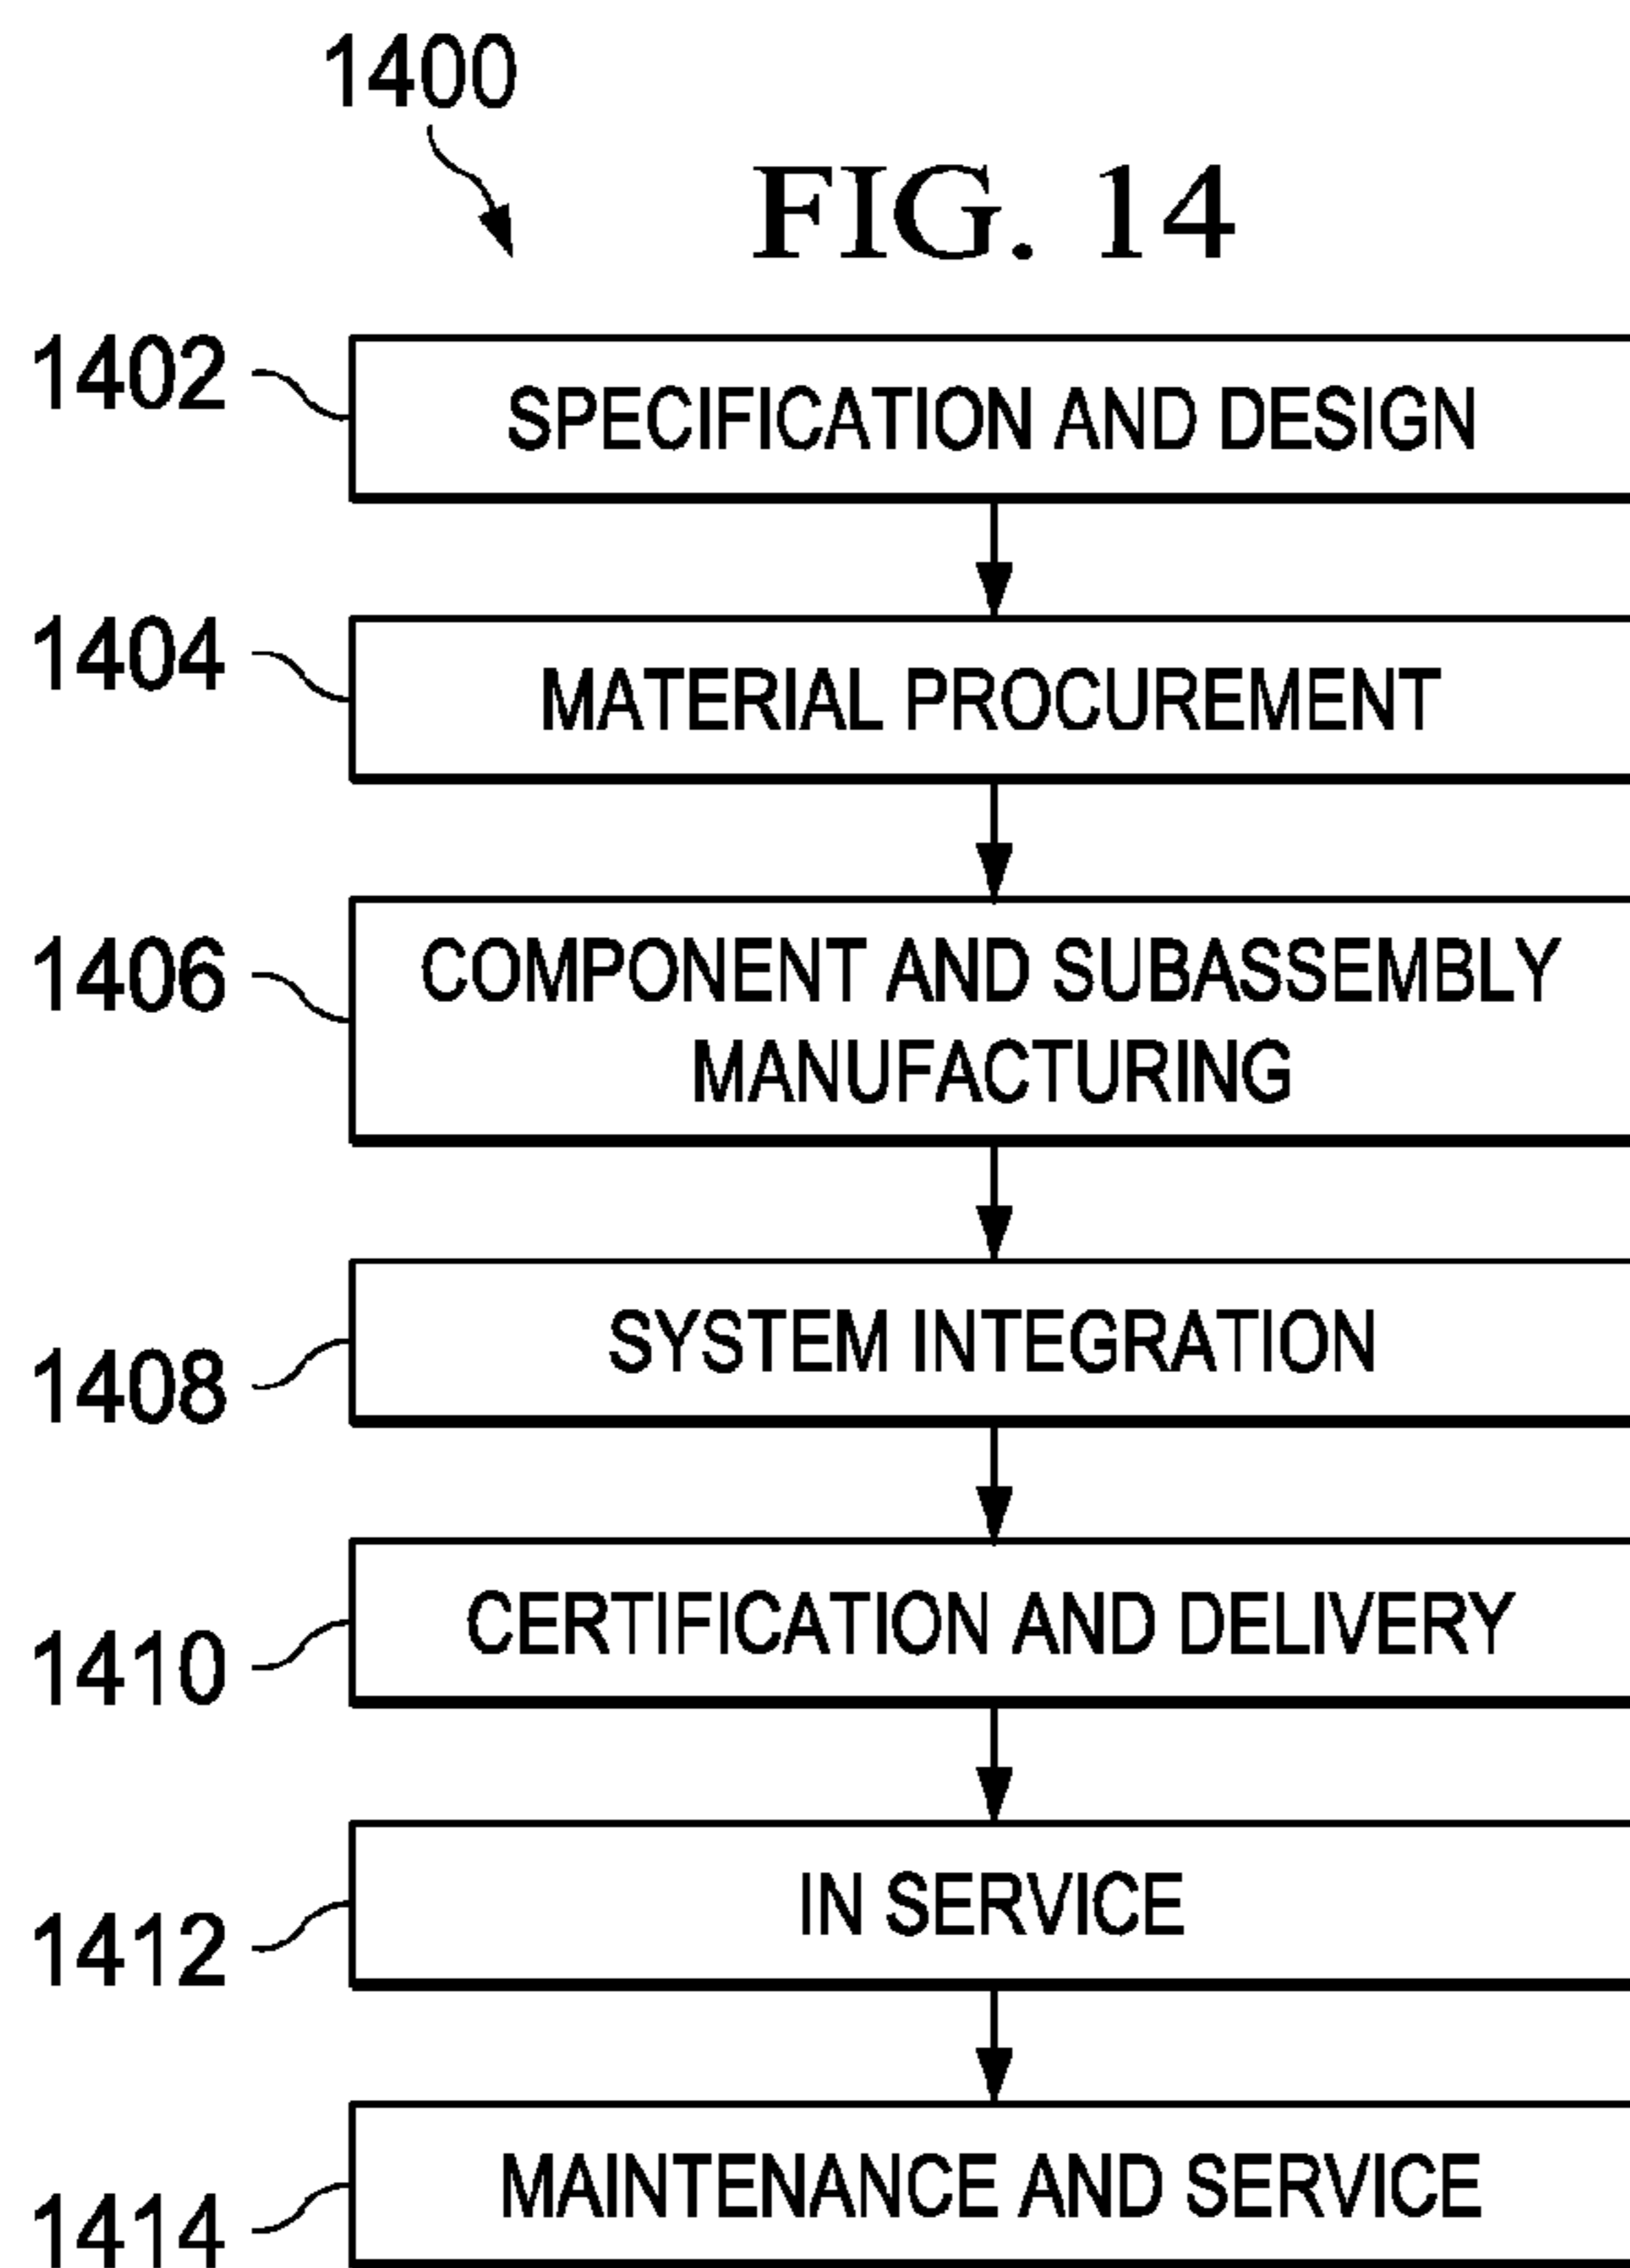 1400
FIG. 14
1402
SPECIFICATION AND DESIGN
1404
MATERIAL PROCUREMENT
1406
COMPONENT AND SUBASSEMBLY
MANUFACTURING
1408
SYSTEM INTEGRATION
1410
CERTIFICATION AND DELIVERY
1412
IN SERVICE
1414
MAINTENANCE AND SERVICE